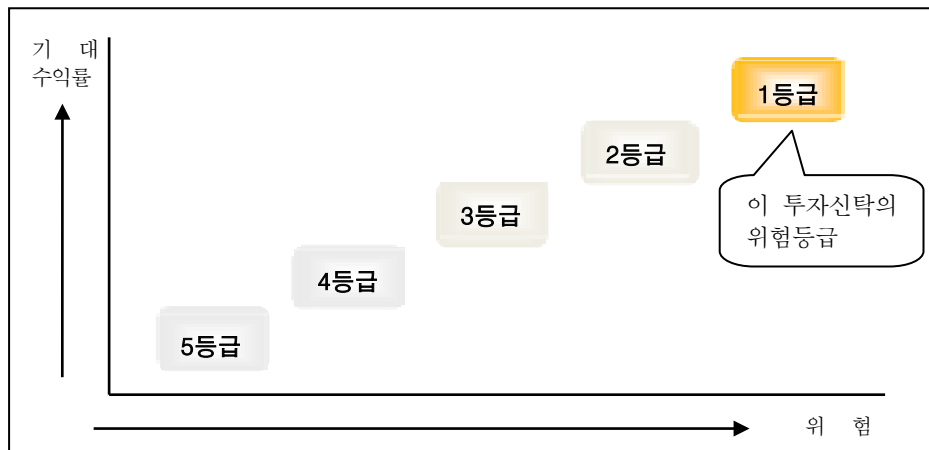 기 대
수익률
1등급
2등급
3등급
이 투자신탁의
위험등급
4등급
5등급
위 험